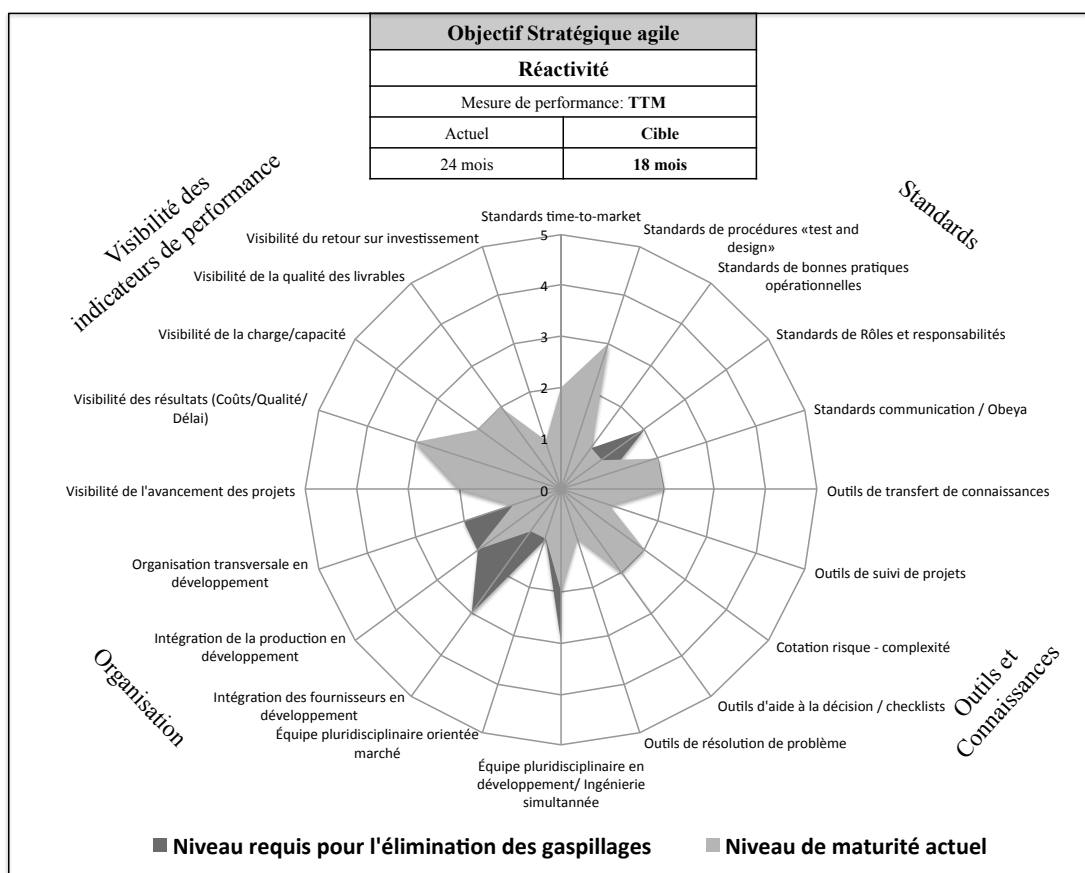 Objectif Stratégique agile
Réactivité
Mesure de performance: TTM
Actuel
Cible
24 mois
18 mois
Visibilité des
indicateurs de performance
Standards
Standards time-to-market
Standards de procédures «test and
design»
Standards de bonnes pratiques
opérationnelles
Standards de Rôles et responsabilités
Standards communication / Obeya
Outils de transfert de connaissances
Outils de suivi de projets
Cotation risque - complexité
Outils d'aide à la décision / checklists
Outils de résolution de problème
Équipe pluridisciplinaire en
développement/ Ingénierie
simultannée
Équipe pluridisciplinaire orientée
marché
Intégration des fournisseurs en
développement
Intégration de la production en
développement
Organisation transversale en
développement
Visibilité de l'avancement des projets
Visibilité des résultats (Coûts/Qualité/
Délai)
Visibilité de la charge/capacité
Visibilité de la qualité des livrables
Visibilité du retour sur investissement
5
4
3
2
1
0
Organisation
Outils et
Connaissances
Niveau requis pour l'élimination des gaspillages
Niveau de maturité actuel